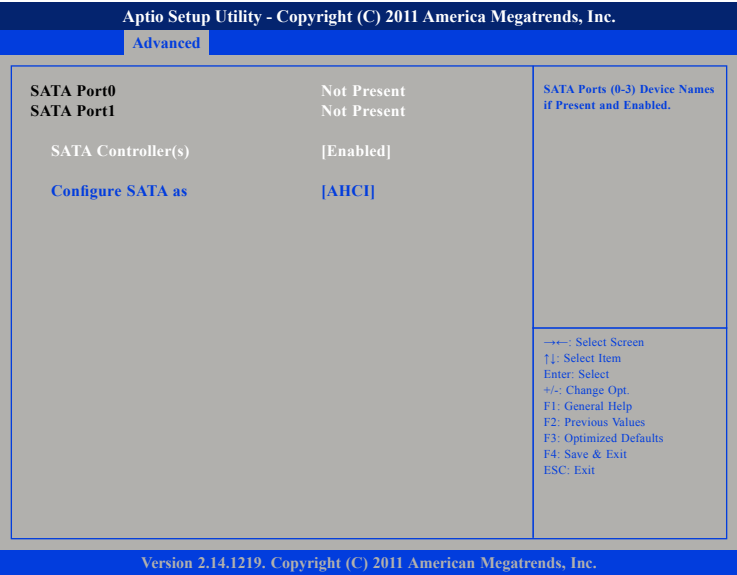 Aptio Setup Utility - Copyright (C) 2011 America Megatrends, Inc.
Advanced
SATA Port0 Not Present
SATA Port1 Not Present
SATA Controller(s) [Enabled]
Configure SATA as [AHCI]
SATA Ports (0-3) Device Names
if Present and Enabled.
→←: Select Screen
↑↓: Select Item
Enter: Select
+/-: Change Opt.
F1: General Help
F2: Previous Values
F3: Optimized Defaults
F4: Save & Exit
ESC: Exit
Version 2.14.1219. Copyright (C) 2011 American Megatrends, Inc.